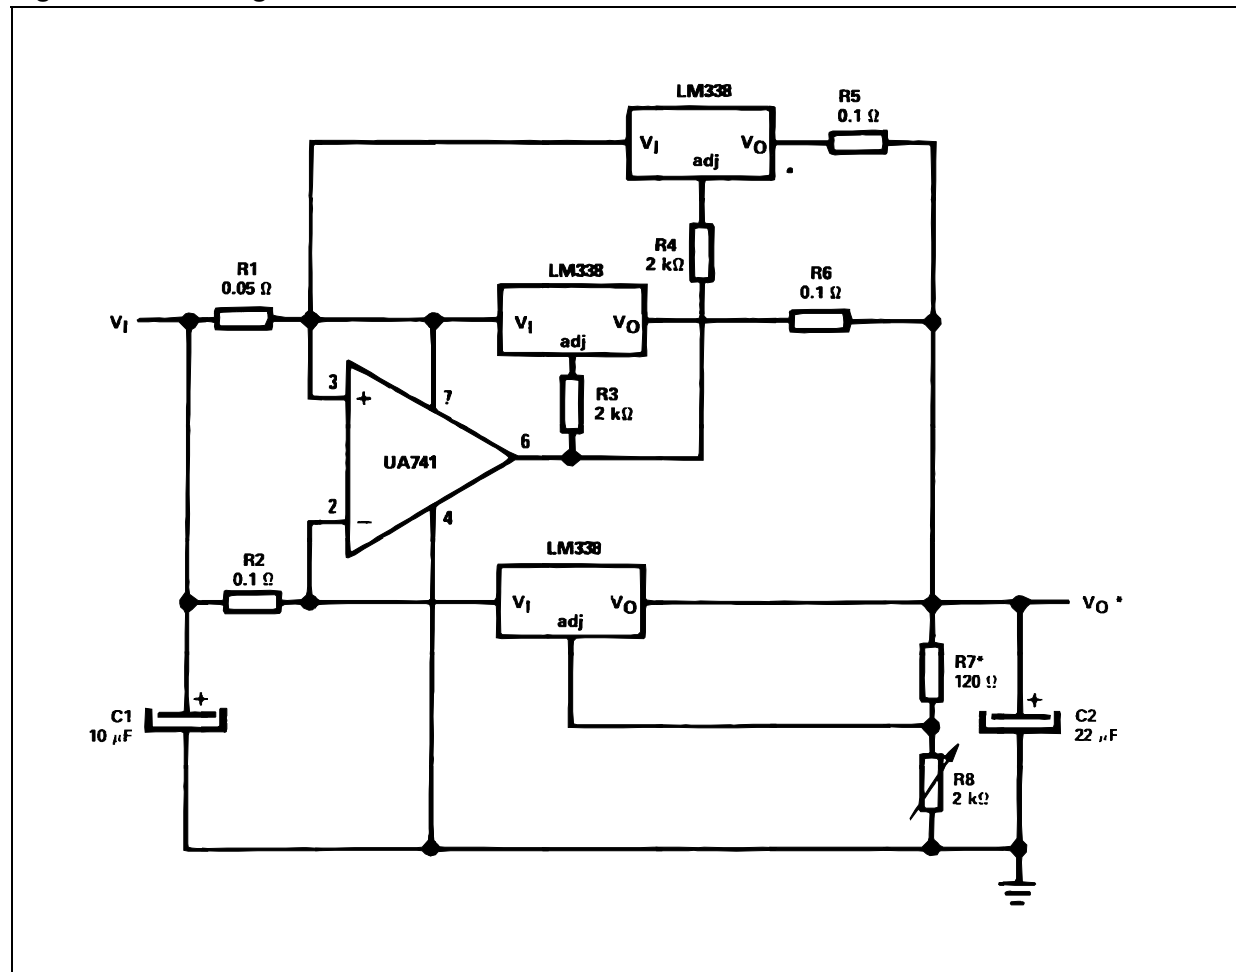 LM338
R5
0.1 Ω
VI
VO
adj
R4
2 kΩ
R1
0.05 Ω
LM338
R6
0.1 Ω
VI
VI
VO
adj
3
+
7
R3
2 kΩ
6
UA741
2
−
4
LM338
R2
0.1 Ω
VI
VO
VO *
adj
R7*
120 Ω
+
C1
10 μF
+
C2
22 μF
R8
2 kΩ